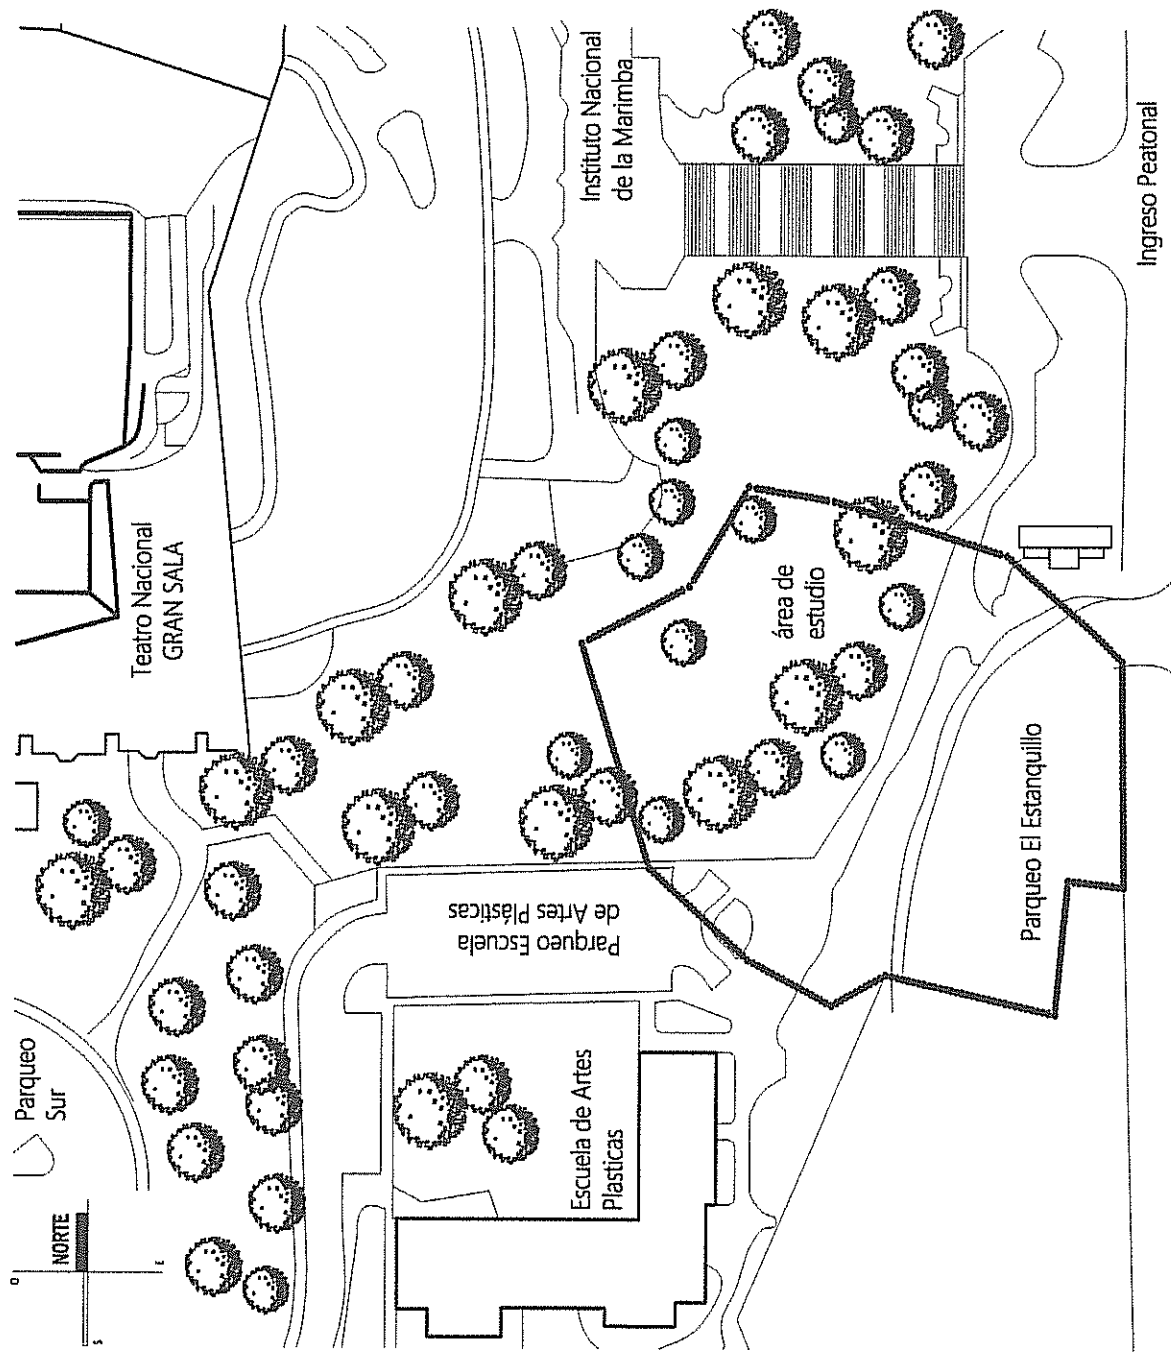 Teatro Nacional
GRAN SALA
Instituto Nacional
de la Marimba
Ingreso Peatonal
área de
estudio
Parqueo El Estanquillo
Parqueo Escuela
de Artes Plásticas
Escuela de Artes
Plasticas
Parqueo
Sur
NORTE
O
E
S